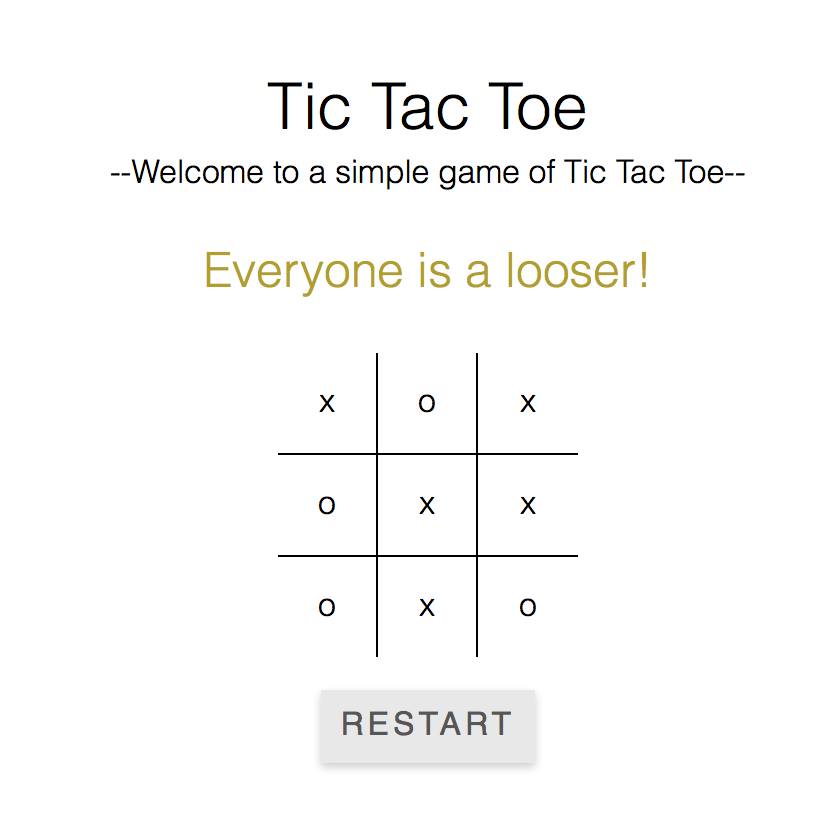 Tic Tac Toe
--Welcome to a simple game of Tic Tac Toe--
Everyone is a looser!
x o x
o x x
o x o
RESTART